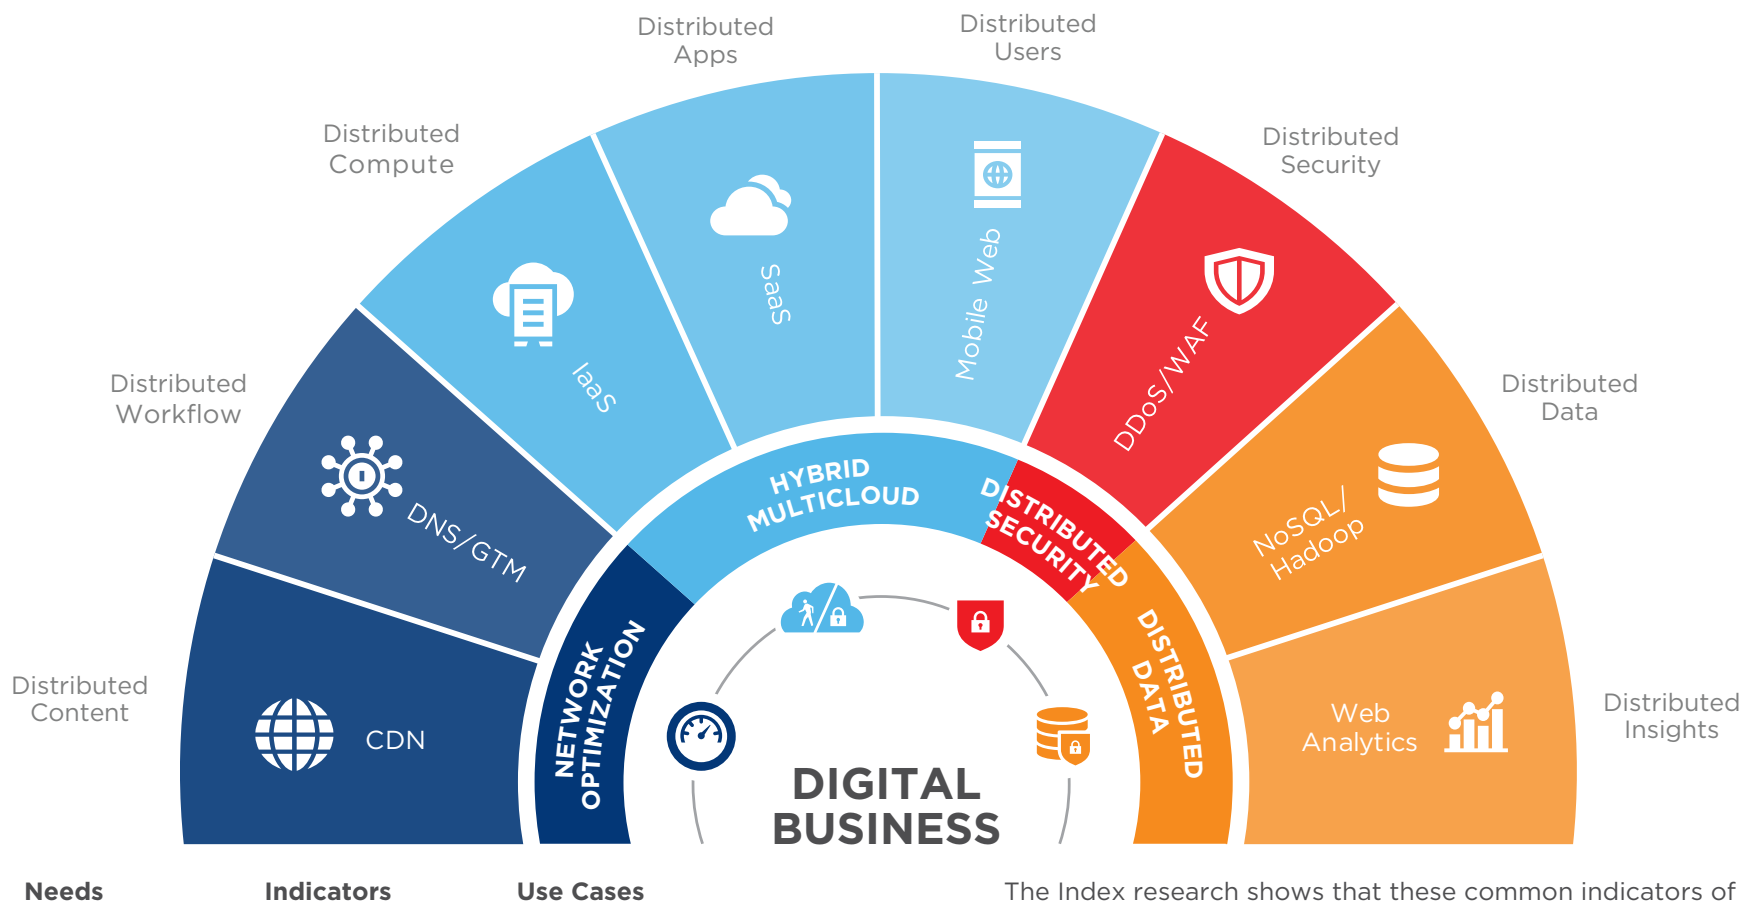 Distributed
Content
Distributed
Workflow
Distributed
Compute
Distributed
Apps
Distributed
Users
Distributed
Security
Distributed
Data
Distributed
Insights
CDN
DNS/GTM
IaaS
SaaS
Mobile Web
DDoS/WAF
NoSQL/
Hadoop
Web
Analytics
NETWORK
OPTIMIZATION
HYBRID
MULTICLOUD
DISTRIBUTED
SECURITY
DISTRIBUTED
DATA
DIGITAL
BUSINESS
Needs
Indicators
Use Cases
The Index research shows that these common indicators of